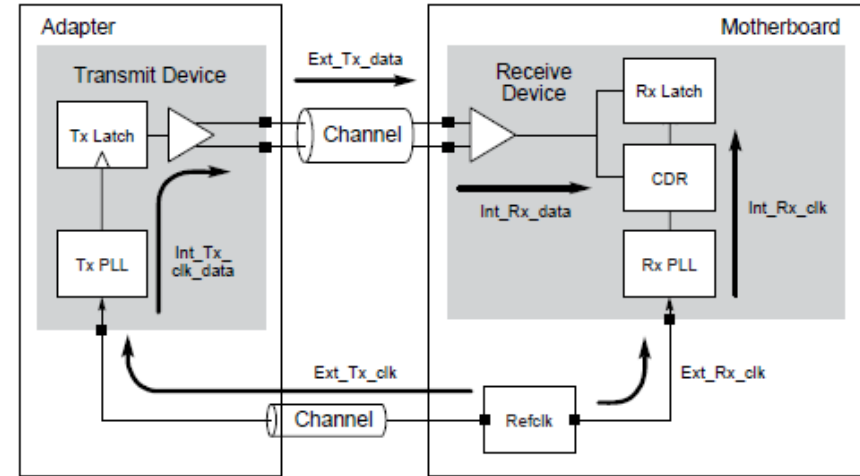 Adapter
Motherboard
Ext_Tx_data
Transmit Device
Receive
Device
Rx Latch
Tx Latch
Channel
CDR
Int_Rx_data
Int_Rx_clk
Int_Tx_
clk_data
Tx PLL
Rx PLL
Ext_Tx_clk
Ext_Rx_clk
Channel
Refclk